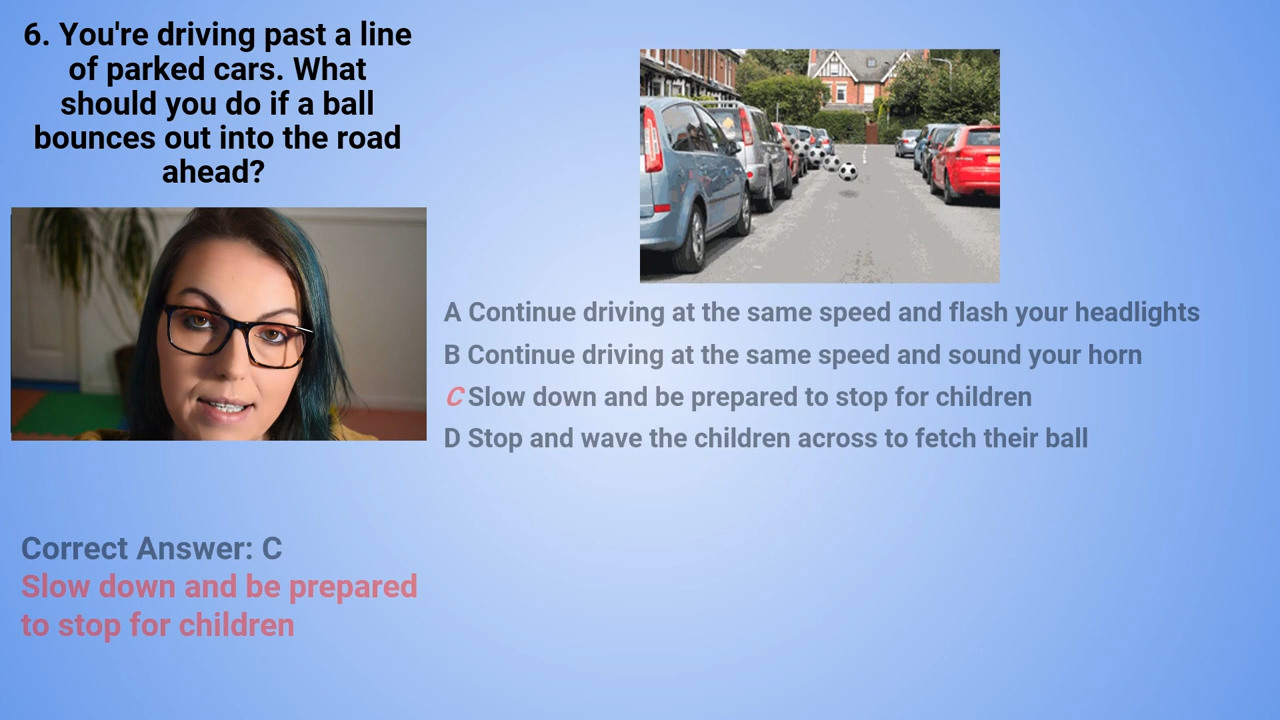 6. You're driving past a line
of parked cars. What
should you do if a ball
bounces out into the road
ahead?
A Continue driving at the same speed and flash your headlights
B Continue driving at the same speed and sound your horn
C Slow down and be prepared to stop for children
D Stop and wave the children across to fetch their ball
Correct Answer: C
Slow down and be prepared
to stop for children